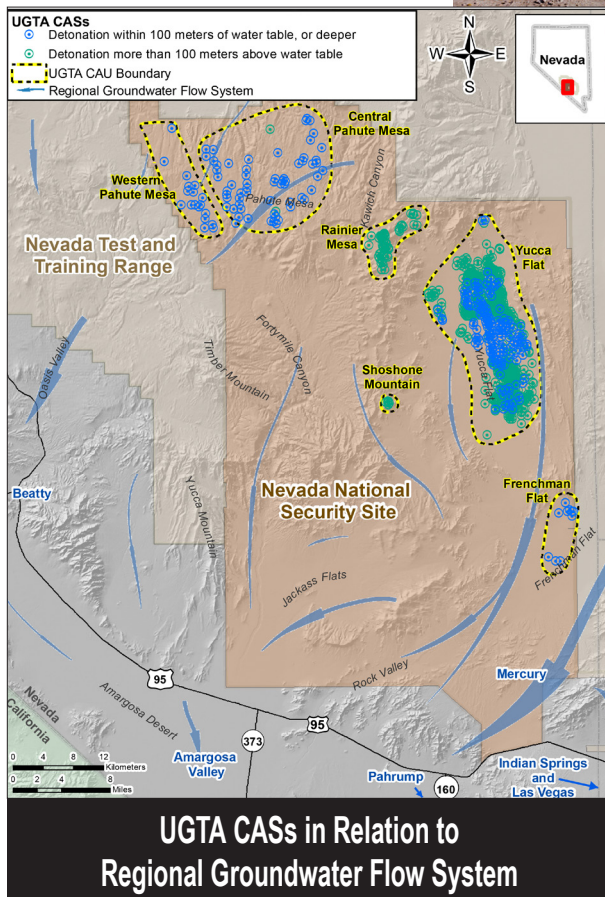 UGTA CASs
Detonation within 100 meters of water table, or deeper
Detonation more than 100 meters above water table
UGTA CAU Boundary
Regional Groundwater Flow System
N
W
E
S
Nevada
Central
Pahute Mesa
Western
Pahute Mesa
Pahute Mesa
Kawich Canyon
Rainier
Mesa
Yucca
Flat
Nevada Test and
Training Range
Oasis Valley
Timber Mountain
Fortymile Canyon
Shoshone
Mountain
Yucca Flat
Beatty
Yucca Mountain
Nevada National
Security Site
Frenchman
Flat
Frenchman Flat
Jackass Flats
Rock Valley
Mercury
95
Amargosa Desert
Nevada
California
373
95
Amargosa
Valley
Pahrump
160
Indian Springs
and
Las Vegas
0 4 8 12
Kilometers
0 2 4 8
Miles
UGTA CASs in Relation to
Regional Groundwater Flow System